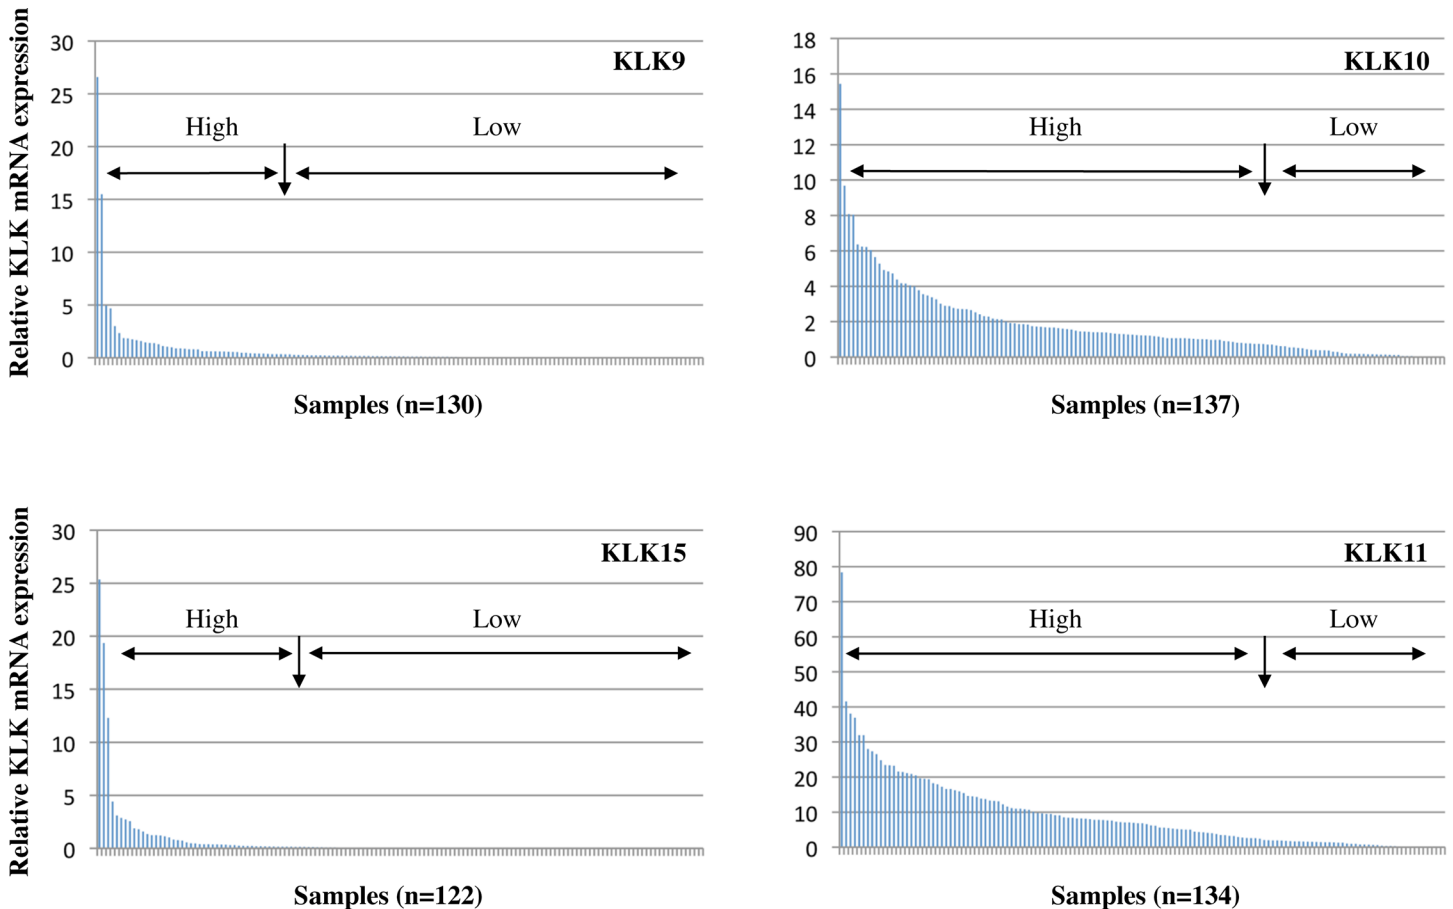 Relative KLK mRNA expression
30
25
20
15
10
5
0
KLK9
High
Low
Samples (n=130)
18
16
14
12
10
8
6
4
2
0
KLK10
High
Low
Samples (n=137)
Relative KLK mRNA expression
30
25
20
15
10
5
0
KLK15
High
Low
Samples (n=122)
90
80
70
60
50
40
30
20
10
0
KLK11
High
Low
Samples (n=134)